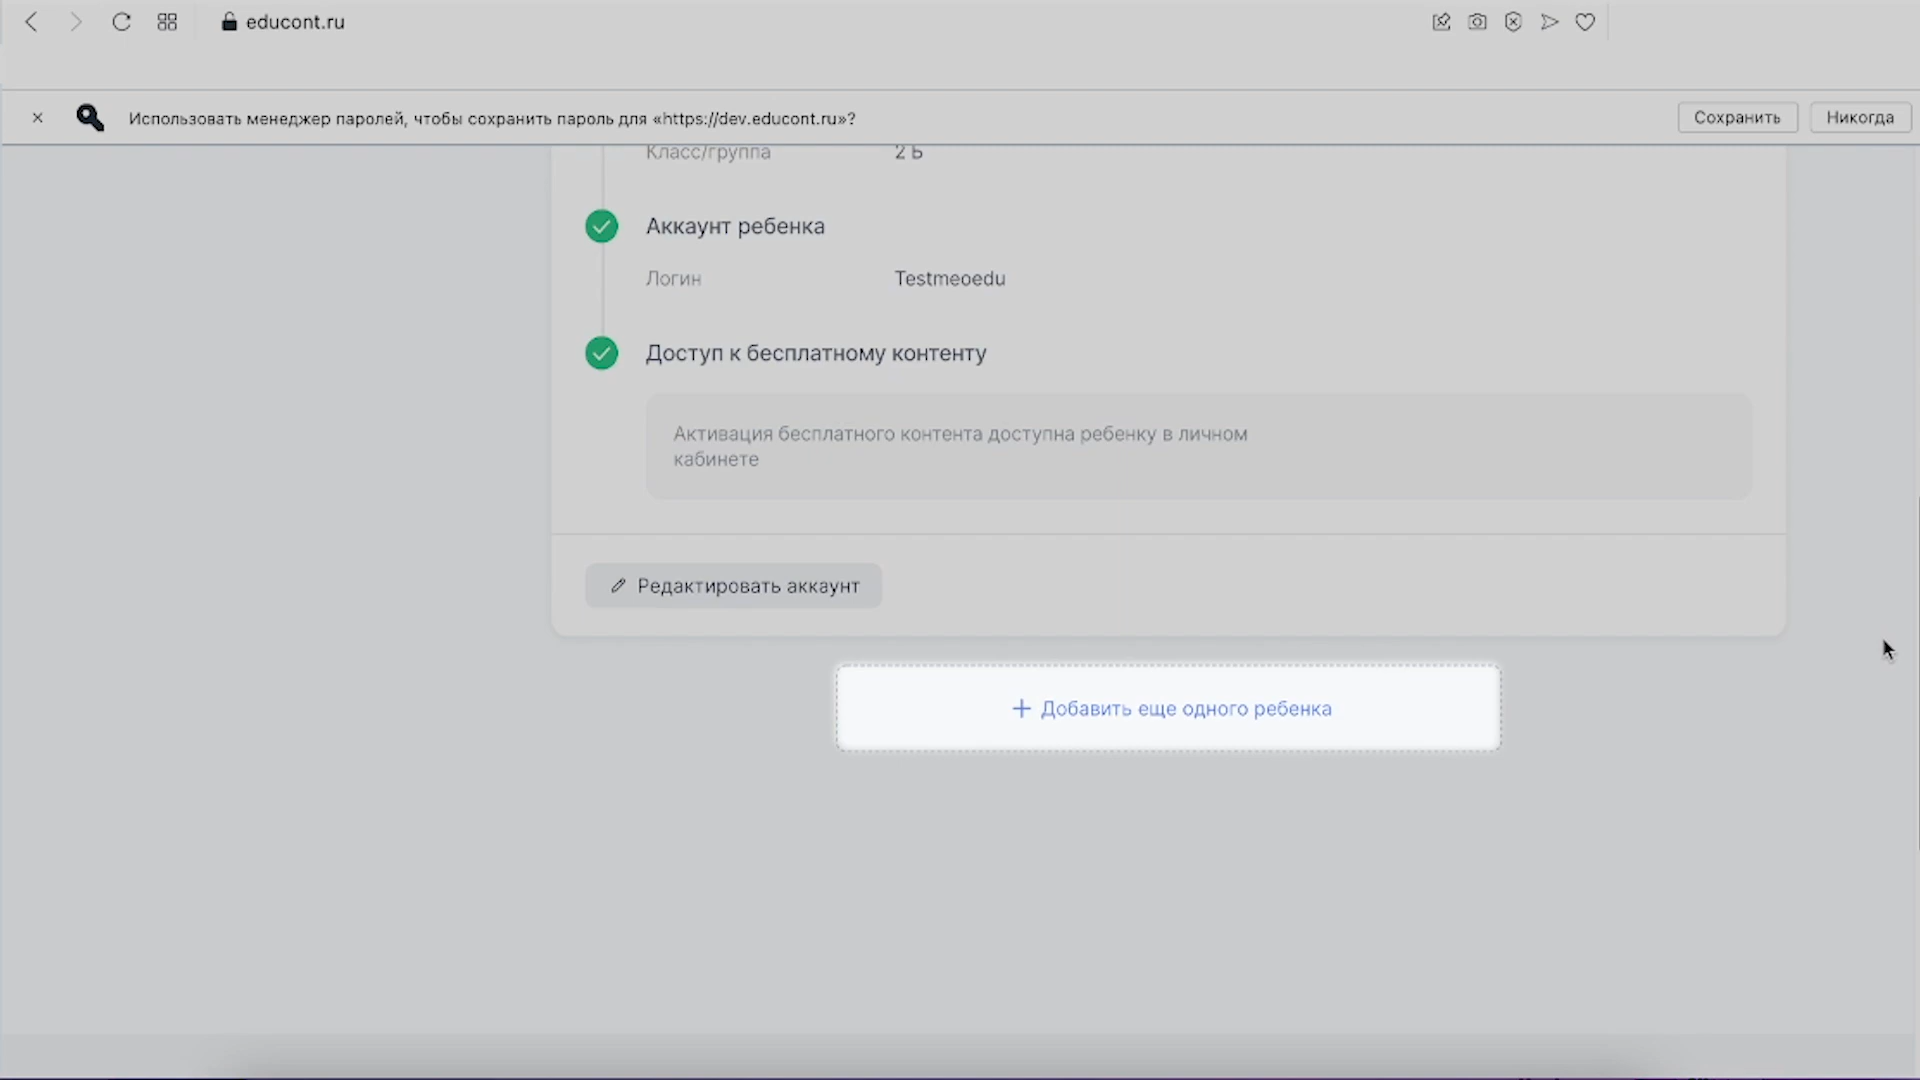 educont.ru
Использовать менеджер паролей, чтобы сохранить пароль для «https://dev.educont.ru»?
Сохранить
Никогда
Класс/группа 2 Б
Аккаунт ребенка
Логин Testmeoedu
Доступ к бесплатному контенту
Активация бесплатного контента доступна ребенку в личном
кабинете
Редактировать аккаунт
+ Добавить еще одного ребенка